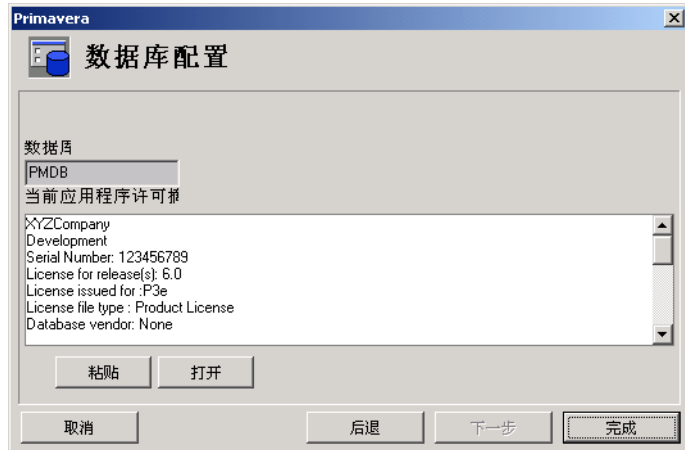 Primavera
数据库配置
数据库
PMDB
当前应用程序许可摘
XYZCompany
Development
Serial Number: 123456789
License for release(s): 6.0
License issued for :P3e
License file type : Product License
Database vendor: None
粘贴
打开
取消
后退
下一步
完成